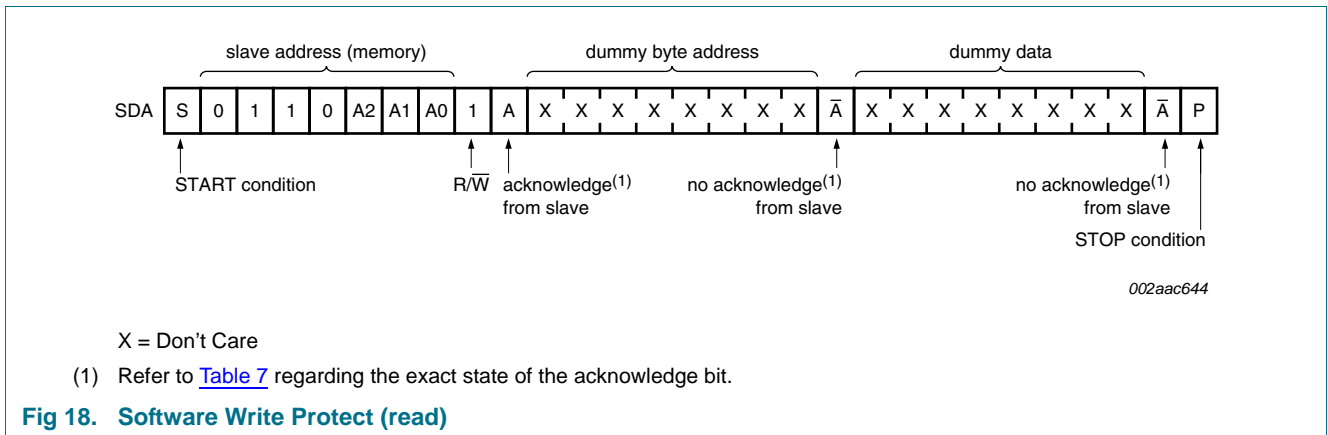 slave address (memory) dummy byte address dummy data
SDA S 0 1 1 0 A2 A1 A0 1 A X X X X X X X X A̅ X X X X X X X X A̅ P
START condition R/W̅ acknowledge(1) no acknowledge(1) no acknowledge(1)
from slave from slave from slave
STOP condition
002aac644
X = Don't Care
(1) Refer to Table 7 regarding the exact state of the acknowledge bit.
Fig 18. Software Write Protect (read)